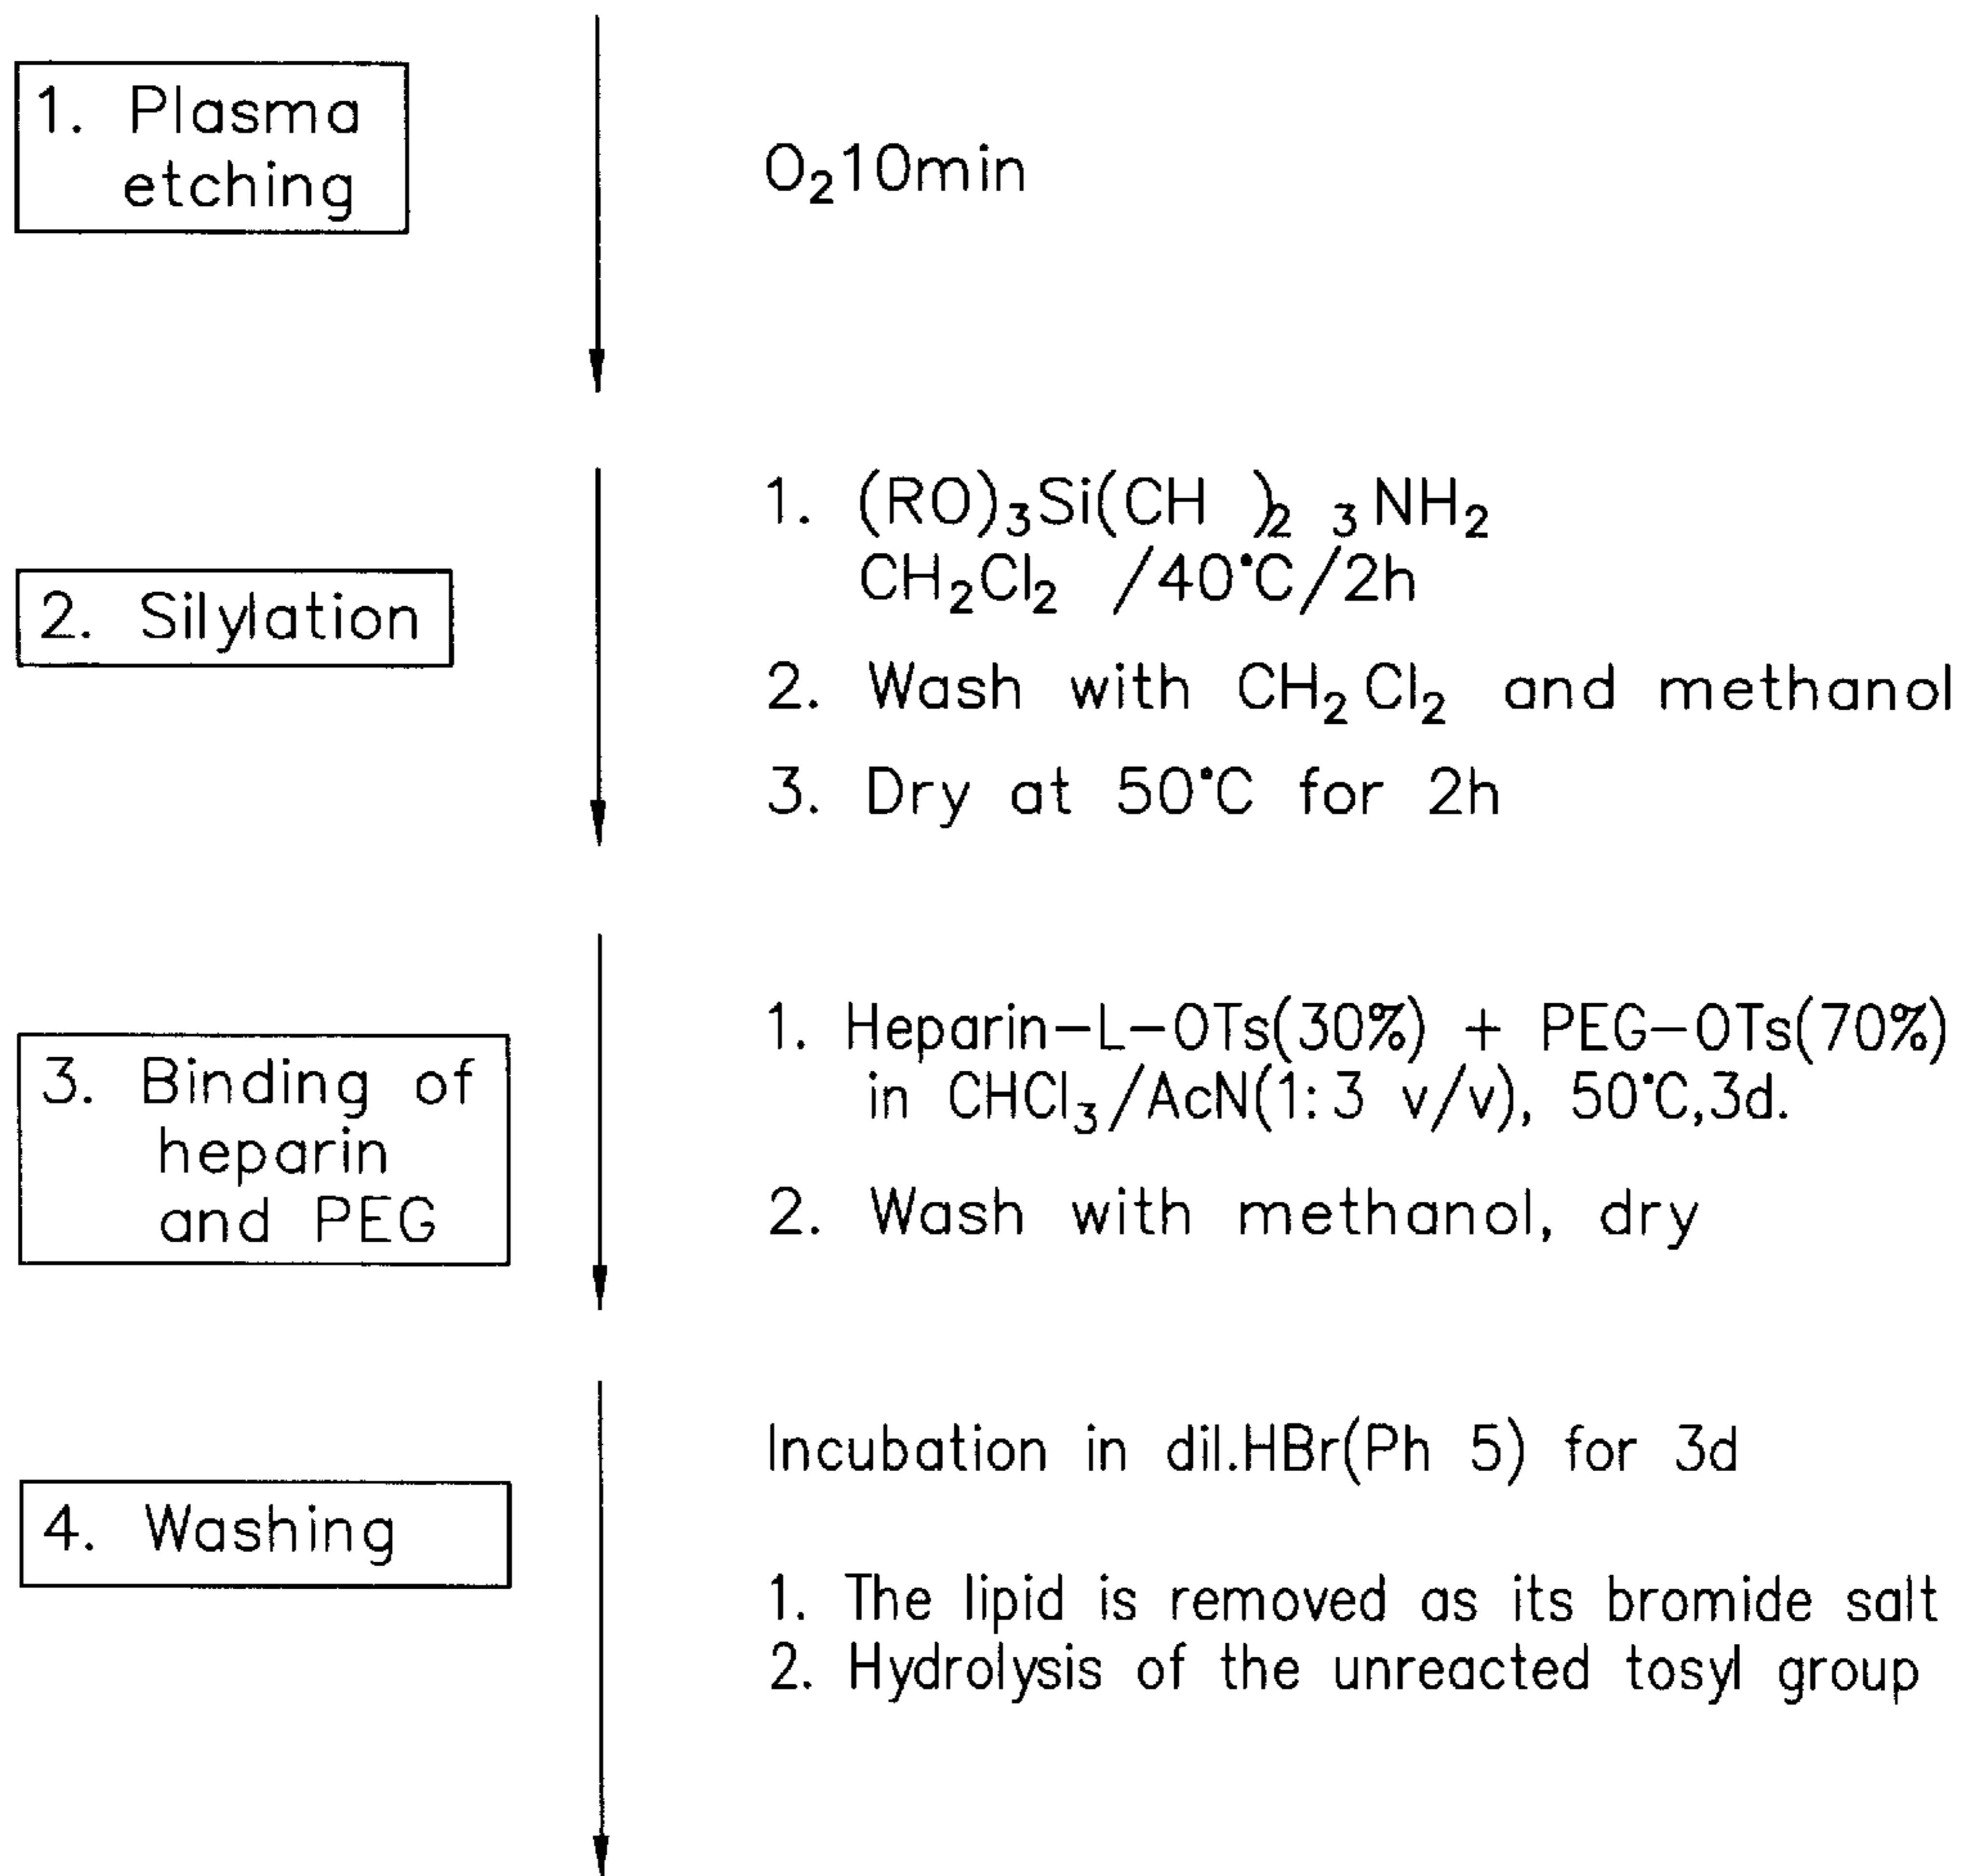 1. Plasma
etching
O₂10min
1. (RO)₃Si(CH )₂ ₃NH₂
CH₂Cl₂ /40°C/2h
2. Silylation
2. Wash with CH₂Cl₂ and methanol
3. Dry at 50°C for 2h
3. Binding of
heparin
and PEG
1. Heparin-L-OTs(30%) + PEG-OTs(70%)
in CHCl₃/AcN(1:3 v/v), 50°C,3d.
2. Wash with methanol, dry
4. Washing
Incubation in dil.HBr(Ph 5) for 3d
1. The lipid is removed as its bromide salt
2. Hydrolysis of the unreacted tosyl group